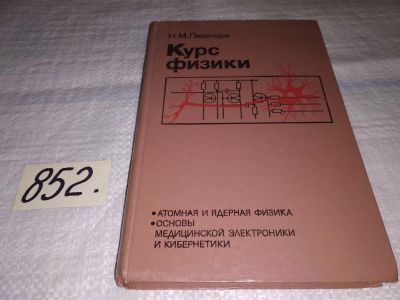 Н.М.Ливенцев
Курс
физики
852.
•АТОМНАЯ И ЯДЕРНАЯ ФИЗИКА
•ОСНОВЫ
МЕДИЦИНСКОЙ ЭЛЕКТРОНИКИ
И КИБЕРНЕТИКИ